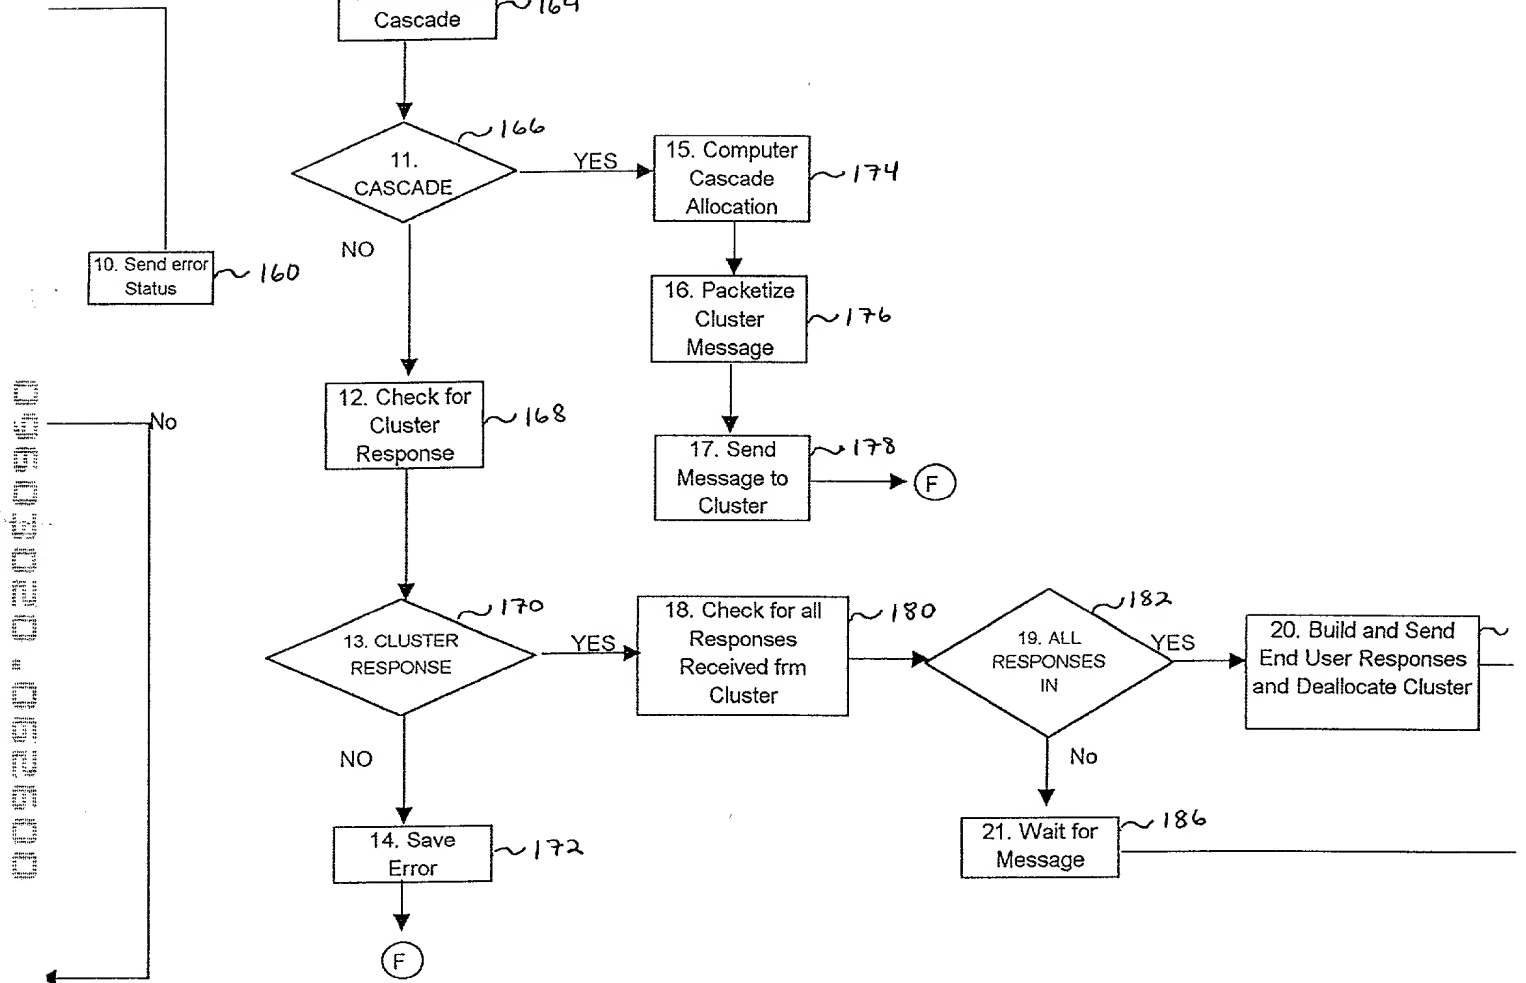 Cascade
164
166
11.
CASCADE
YES
15. Computer
Cascade
Allocation
174
NO
10. Send error
Status
160
16. Packetize
Cluster
Message
176
12. Check for
Cluster
Response
168
No
17. Send
Message to
Cluster
178
F
170
13. CLUSTER
RESPONSE
YES
18. Check for all
Responses
Received frm
Cluster
180
182
19. ALL
RESPONSES
IN
YES
20. Build and Send
End User Responses
and Deallocate Cluster
NO
No
14. Save
Error
172
21. Wait for
Message
186
F
09603020.062600